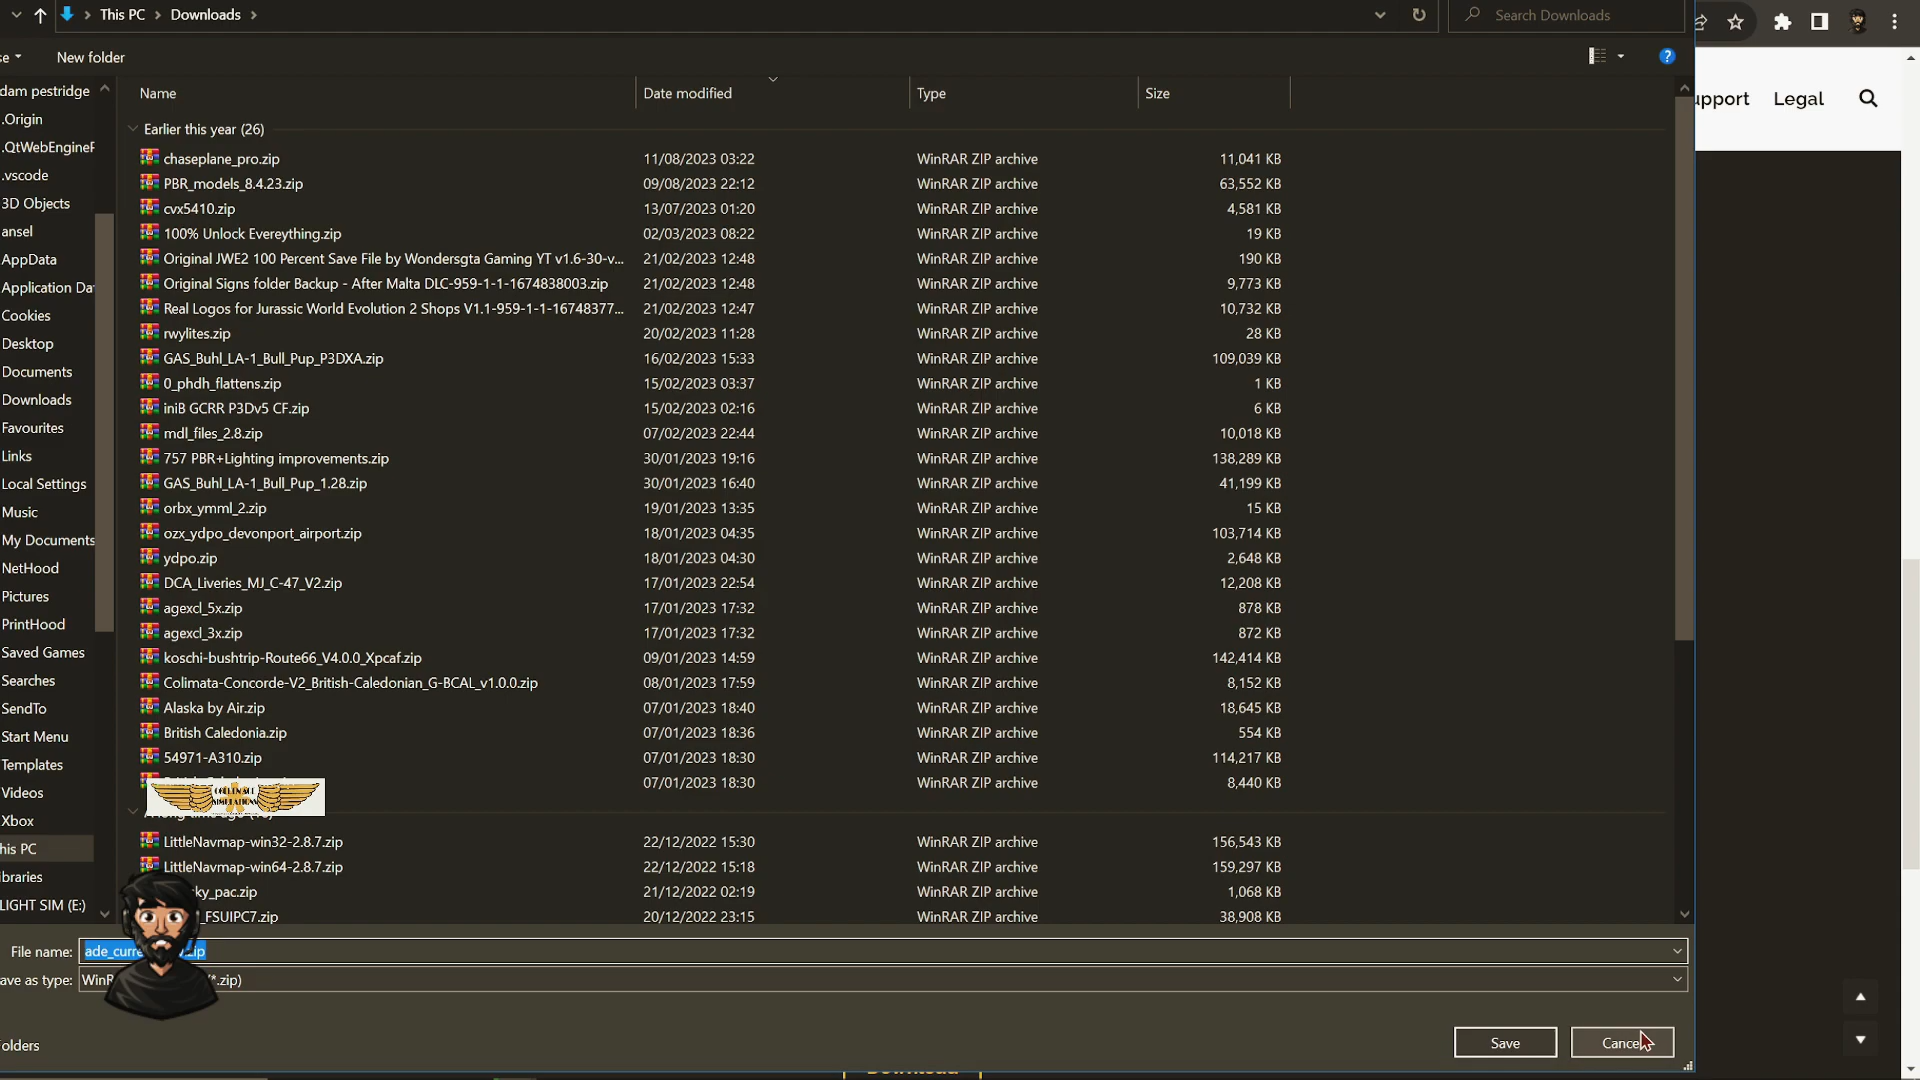 This PC > Downloads >
Search Downloads
New folder
dam pestridge
.Origin
.QtWebEngineP
.vscode
3D Objects
ansel
AppData
Application Dat
Cookies
Desktop
Documents
Downloads
Favourites
Links
Local Settings
Music
My Documents
NetHood
Pictures
PrintHood
Saved Games
Searches
SendTo
Start Menu
Templates
Videos
Xbox
his PC
ibraries
LIGHT SIM (E:)
Name Date modified Type Size
Earlier this year (26)
chaseplane_pro.zip 11/08/2023 03:22 WinRAR ZIP archive 11,041 KB
PBR_models_8.4.23.zip 09/08/2023 22:12 WinRAR ZIP archive 63,552 KB
cvx5410.zip 13/07/2023 01:20 WinRAR ZIP archive 4,581 KB
100% Unlock Evereything.zip 02/03/2023 08:22 WinRAR ZIP archive 19 KB
Original JWE2 100 Percent Save File by Wondersgta Gaming YT v1.6-30-v... 21/02/2023 12:48 WinRAR ZIP archive 190 KB
Original Signs folder Backup - After Malta DLC-959-1-1-1674838003.zip 21/02/2023 12:48 WinRAR ZIP archive 9,773 KB
Real Logos for Jurassic World Evolution 2 Shops V1.1-959-1-1-16748377... 21/02/2023 12:47 WinRAR ZIP archive 10,732 KB
rwylites.zip 20/02/2023 11:28 WinRAR ZIP archive 28 KB
GAS_Buhl_LA-1_Bull_Pup_P3DXA.zip 16/02/2023 15:33 WinRAR ZIP archive 109,039 KB
0_phdh_flattens.zip 15/02/2023 03:37 WinRAR ZIP archive 1 KB
iniB GCRR P3Dv5 CF.zip 15/02/2023 02:16 WinRAR ZIP archive 6 KB
mdl_files_2.8.zip 07/02/2023 22:44 WinRAR ZIP archive 10,018 KB
757 PBR+Lighting improvements.zip 30/01/2023 19:16 WinRAR ZIP archive 138,289 KB
GAS_Buhl_LA-1_Bull_Pup_1.28.zip 30/01/2023 16:40 WinRAR ZIP archive 41,199 KB
orbx_ymml_2.zip 19/01/2023 13:35 WinRAR ZIP archive 15 KB
ozx_ydpo_devonport_airport.zip 18/01/2023 04:35 WinRAR ZIP archive 103,714 KB
ydpo.zip 18/01/2023 04:30 WinRAR ZIP archive 2,648 KB
DCA_Liveries_MJ_C-47_V2.zip 17/01/2023 22:54 WinRAR ZIP archive 12,208 KB
agexcl_5x.zip 17/01/2023 17:32 WinRAR ZIP archive 878 KB
agexcl_3x.zip 17/01/2023 17:32 WinRAR ZIP archive 872 KB
koschi-bushtrip-Route66_V4.0.0_Xpcaf.zip 09/01/2023 14:59 WinRAR ZIP archive 142,414 KB
Colimata-Concorde-V2_British-Caledonian_G-BCAL_v1.0.0.zip 08/01/2023 17:59 WinRAR ZIP archive 8,152 KB
Alaska by Air.zip 07/01/2023 18:40 WinRAR ZIP archive 18,645 KB
British Caledonia.zip 07/01/2023 18:36 WinRAR ZIP archive 554 KB
54971-A310.zip 07/01/2023 18:30 WinRAR ZIP archive 114,217 KB
07/01/2023 18:30 WinRAR ZIP archive 8,440 KB
SIMULATIONS
LittleNavmap-win32-2.8.7.zip 22/12/2022 15:30 WinRAR ZIP archive 156,543 KB
LittleNavmap-win64-2.8.7.zip 22/12/2022 15:18 WinRAR ZIP archive 159,297 KB
ky_pac.zip 21/12/2022 02:19 WinRAR ZIP archive 1,068 KB
_FSUIPC7.zip 20/12/2022 23:15 WinRAR ZIP archive 38,908 KB
File name: ade_curre .zip
ave as type: WinR *.zip)
olders
Save
Cancel
upport
Legal
Download